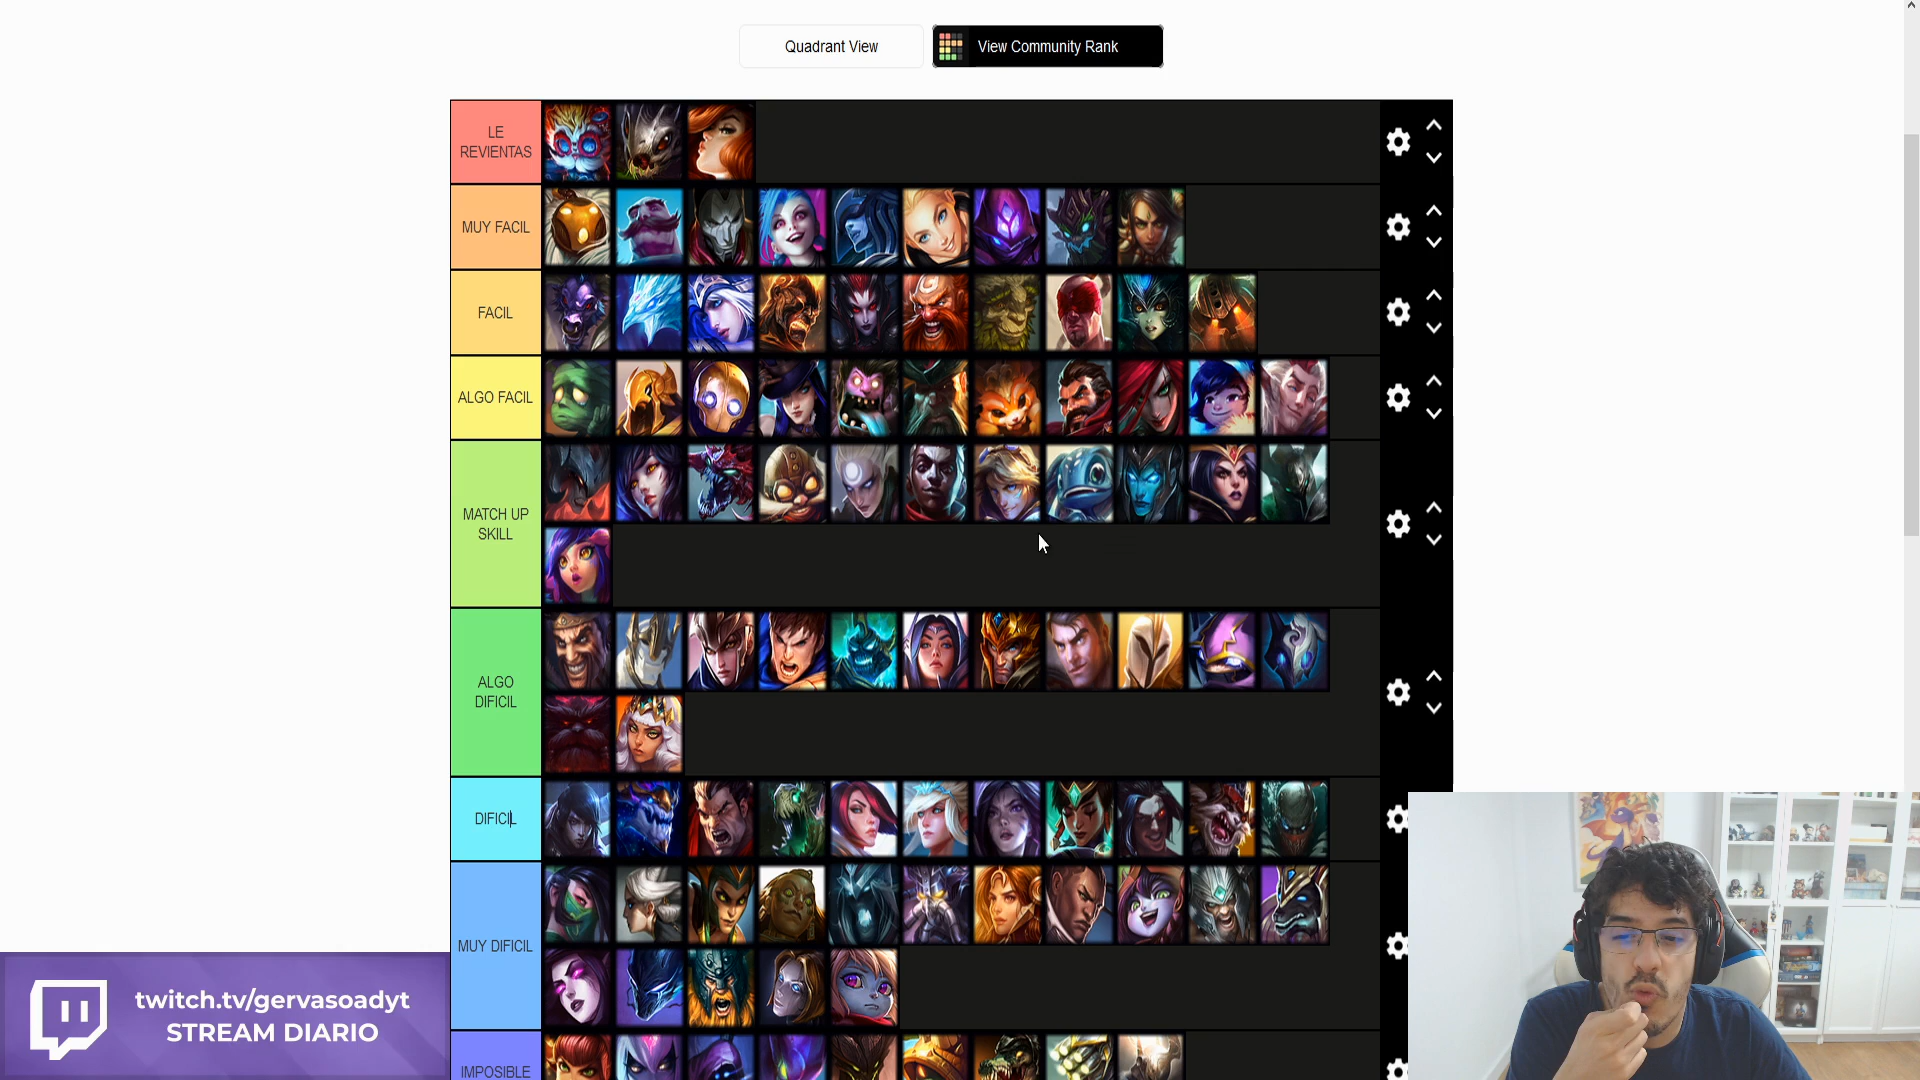 Quadrant View
View Community Rank
LE
REVIENTAS
MUY FACIL
FACIL
ALGO FACIL
MATCH UP
SKILL
ALGO
DIFICIL
DIFICIL
MUY DIFICIL
IMPOSIBLE
twitch.tv/gervasoadyt
STREAM DIARIO